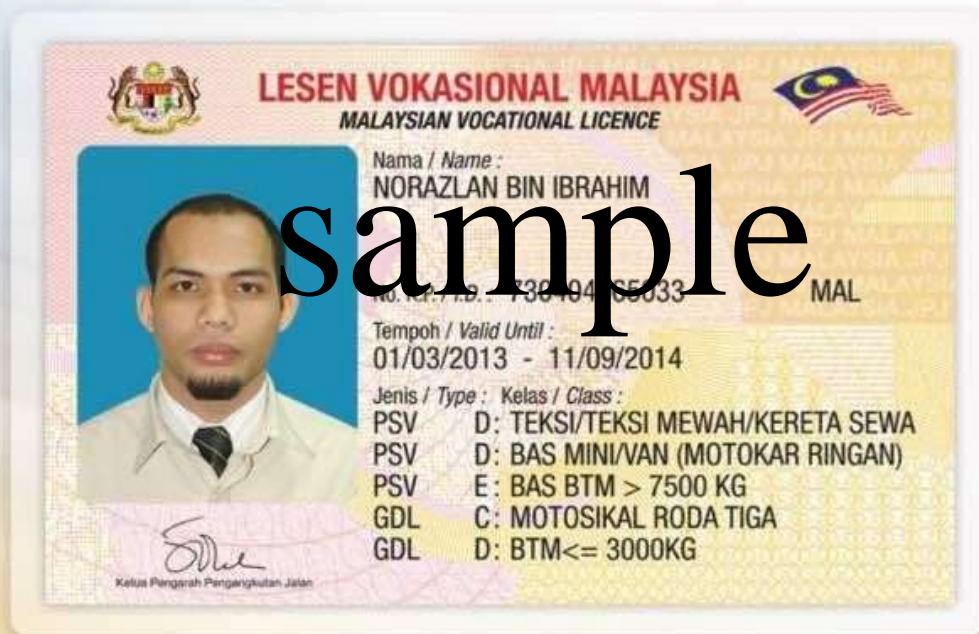 LESEN VOKASIONAL MALAYSIA
MALAYSIAN VOCATIONAL LICENCE
Nama / Name :
NORAZLAN BIN IBRAHIM
sample
MAL
Tempoh / Valid Until :
01/03/2013 - 11/09/2014
Jenis / Type : Kelas / Class :
PSV D: TEKSI/TEKSI MEWAH/KERETA SEWA
PSV D: BAS MINI/VAN (MOTOKAR RINGAN)
PSV E: BAS BTM > 7500 KG
GDL C: MOTOSIKAL RODA TIGA
GDL D: BTM<= 3000KG
Ketua Pengarah Pengangkutan Jalan